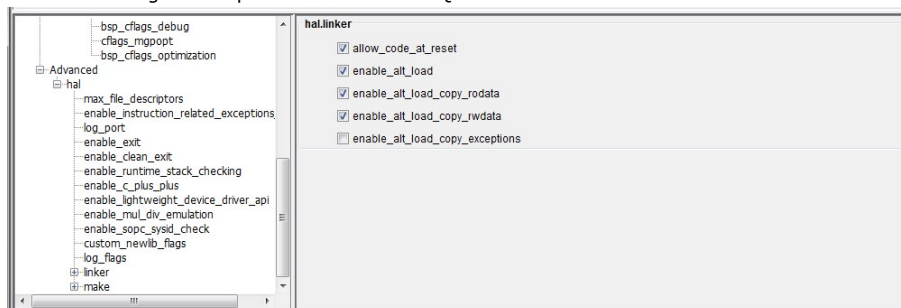 bsp_cflags_debug
cflags_mgpopt
bsp_cflags_optimization
Advanced
hal
max_file_descriptors
enable_instruction_related_exceptions_
log_port
enable_exit
enable_clean_exit
enable_runtime_stack_checking
enable_c_plus_plus
enable_lightweight_device_driver_api
enable_mul_div_emulation
enable_sopc_sysid_check
custom_newlib_flags
log_flags
linker
make
hal.linker
allow_code_at_reset
enable_alt_load
enable_alt_load_copy_rodata
enable_alt_load_copy_rwdata
enable_alt_load_copy_exceptions